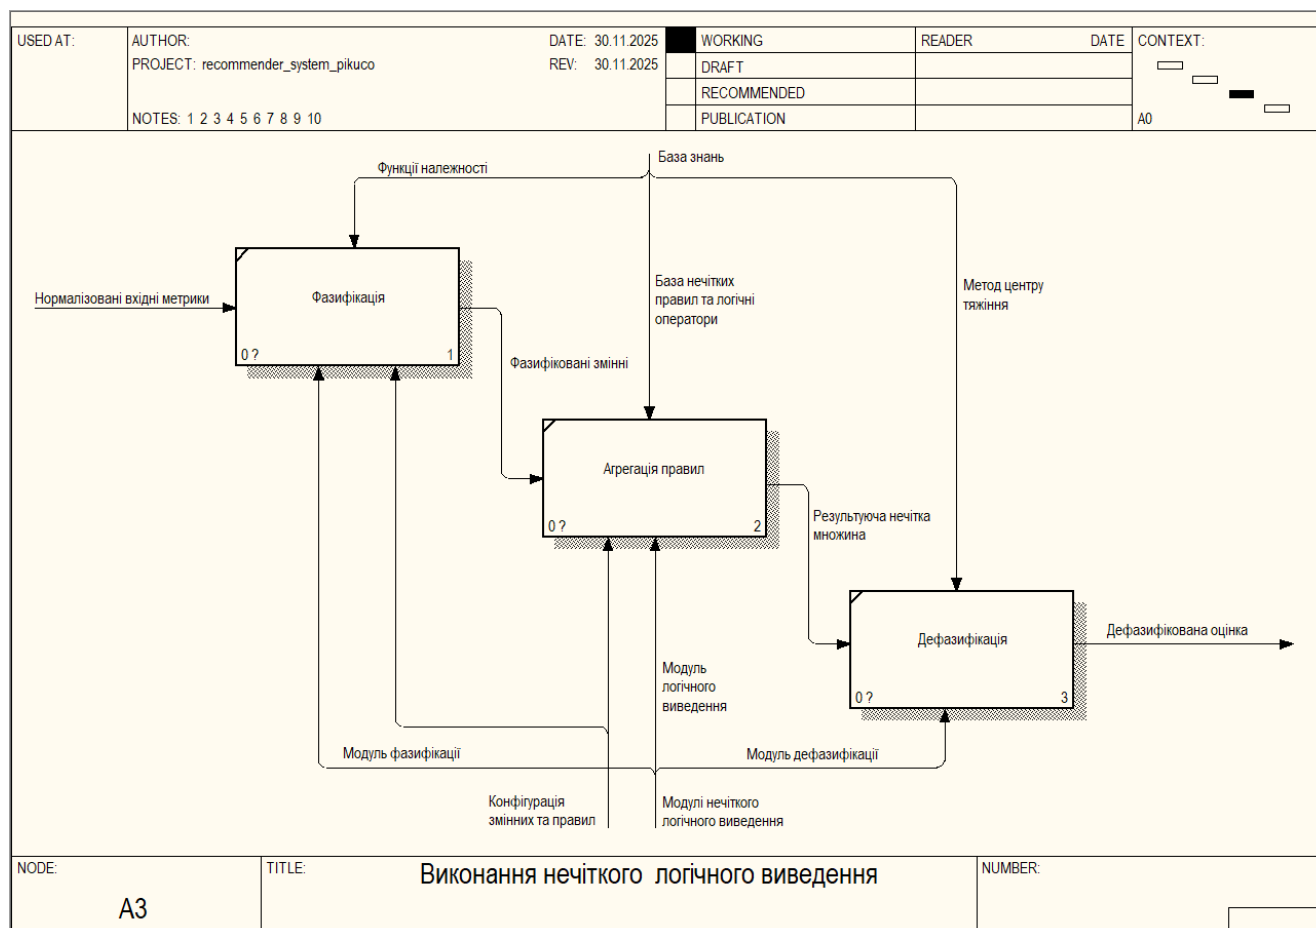 USED AT:
AUTHOR:
DATE: 30.11.2025
WORKING
READER
DATE
CONTEXT:
PROJECT: recommender_system_pikuco
REV: 30.11.2025
DRAFT
RECOMMENDED
NOTES: 1 2 3 4 5 6 7 8 9 10
PUBLICATION
A0
База знань
Функції належності
Нормалізовані вхідні метрики
Фазифікація
0 ?
1
База нечітких
правил та логічні
оператори
Метод центру
тяжіння
Фазифіковані змінні
Агрегація правил
0 ?
2
Результуюча нечітка
множина
Дефазифікація
0 ?
3
Дефазифікована оцінка
Модуль
логічного
виведення
Модуль фазифікації
Модуль дефазифікації
Конфігурація
змінних та правил
Модулі нечіткого
логічного виведення
NODE:
A3
TITLE:
Виконання нечіткого логічного виведення
NUMBER: